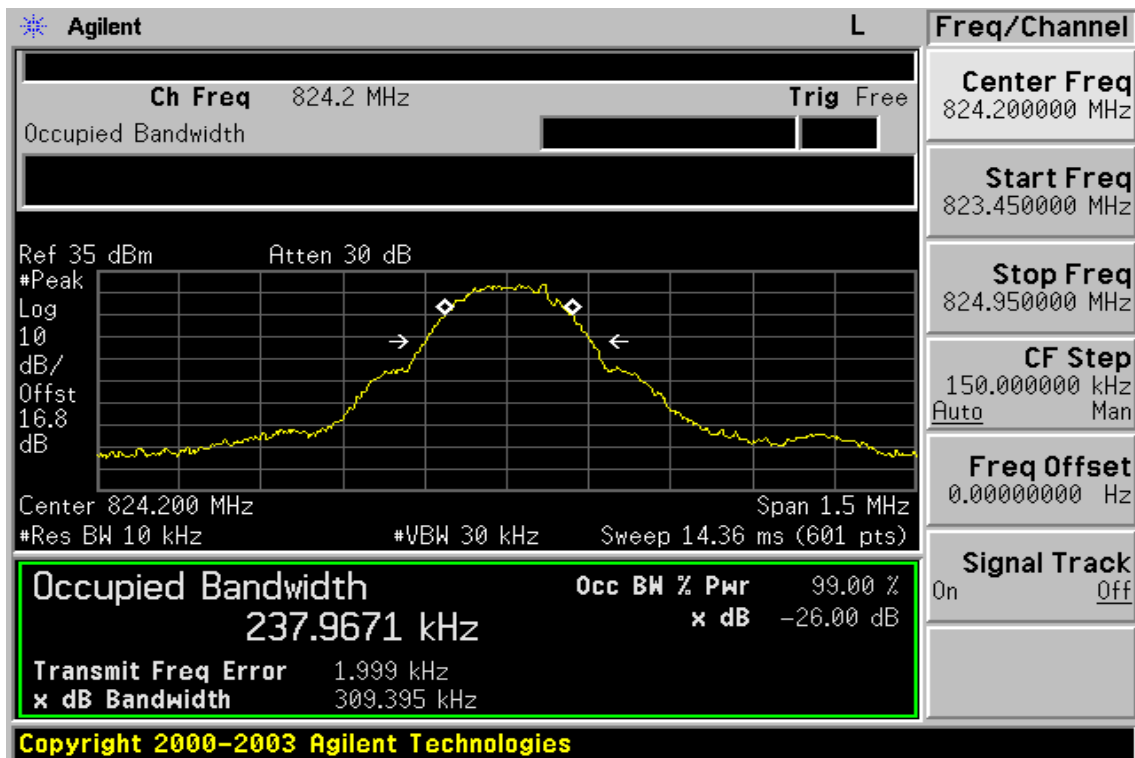 Agilent L Freq/Channel
Ch Freq 824.2 MHz Trig Free
Occupied Bandwidth
Center Freq
824.200000 MHz
Start Freq
823.450000 MHz
Stop Freq
824.950000 MHz
CF Step
150.000000 kHz
Auto Man
Freq Offset
0.00000000 Hz
Signal Track
On Off
Ref 35 dBm Atten 30 dB
#Peak
Log
10
dB/
Offst
16.8
dB
Center 824.200 MHz Span 1.5 MHz
#Res BW 10 kHz #VBW 30 kHz Sweep 14.36 ms (601 pts)
Occupied Bandwidth Occ BW % Pwr 99.00 %
237.9671 kHz x dB -26.00 dB
Transmit Freq Error 1.999 kHz
x dB Bandwidth 309.395 kHz
Copyright 2000-2003 Agilent Technologies